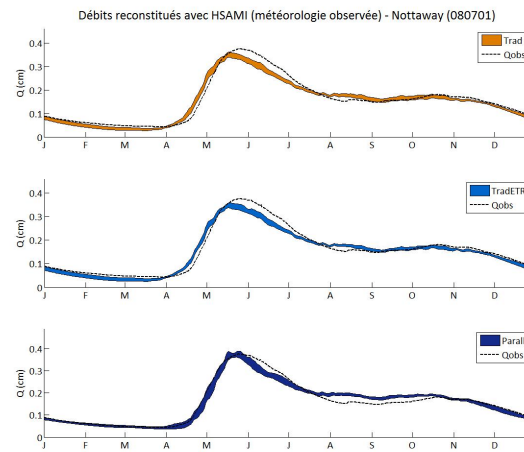 Débits reconstitués avec HSAMI (météorologie observée) - Nottaway (080701)
Q (cm)
0.4
0.3
0.2
0.1
0
J F M A M J J A S O N D
Trad
Qobs
Q (cm)
0.4
0.3
0.2
0.1
0
J F M A M J J A S O N D
TradETR
Qobs
Q (cm)
0.4
0.3
0.2
0.1
0
J F M A M J J A S O N D
Parall
Qobs